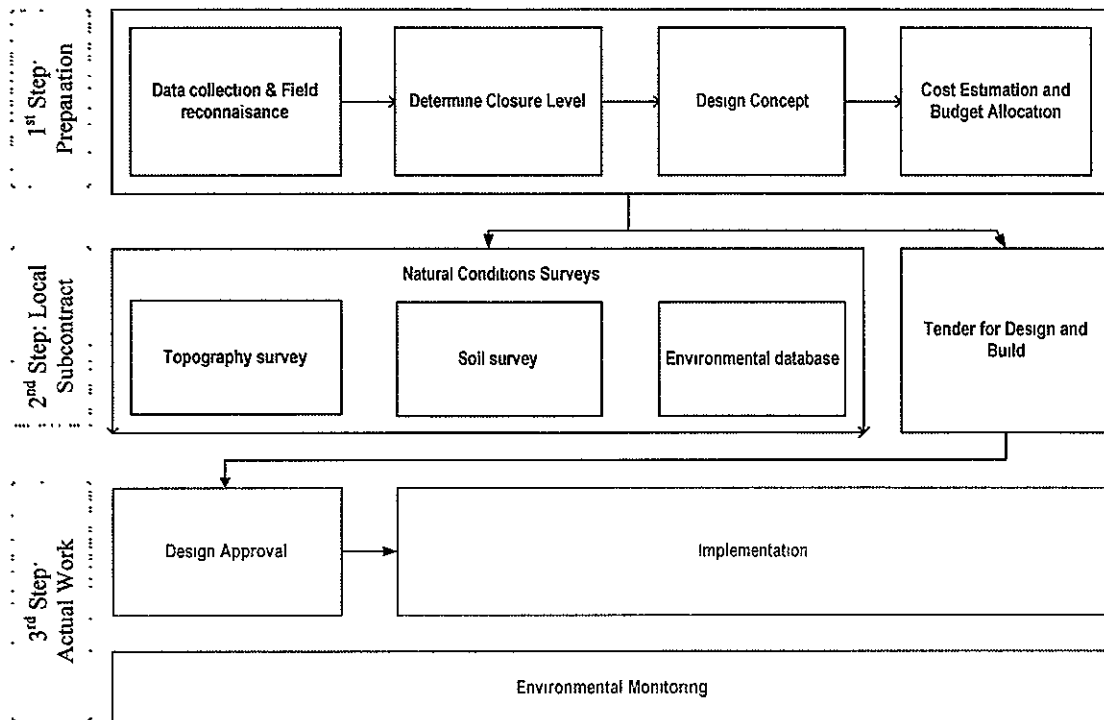 1st Step:
Preparation
Data collection & Field
reconnaisance
Determine Closure Level
Design Concept
Cost Estimation and
Budget Allocation
2nd Step: Local
Subcontract
Natural Conditions Surveys
Topography survey
Soil survey
Environmental database
Tender for Design and
Build
3rd Step:
Actual Work
Design Approval
Implementation
Environmental Monitoring